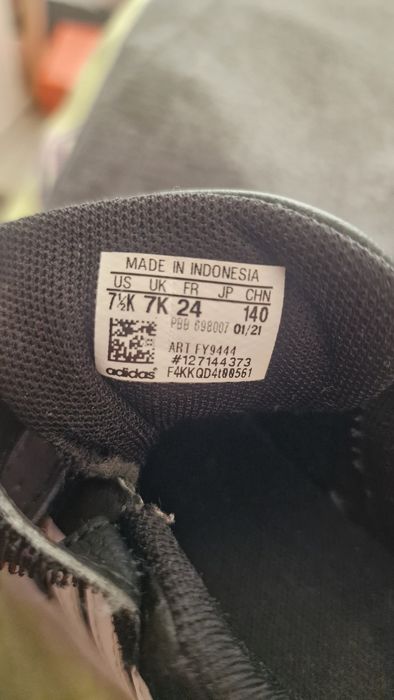 MADE IN INDONESIA
US UK FR JP CHN
7½K 7K 24 140
PBB 698007 01/21
ART FY9444
#127144373
adidas F4KKQD4t00561